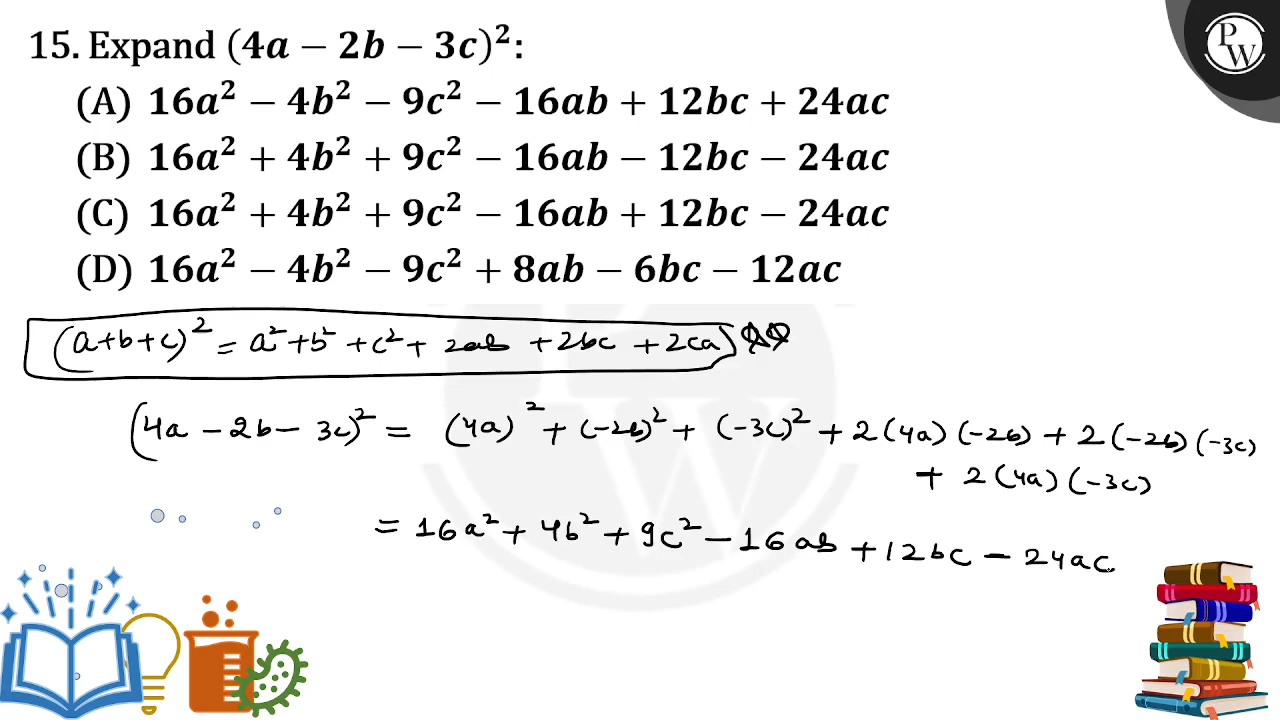 15. Expand (4a − 2b − 3c)²:
(A) 16a² − 4b² − 9c² − 16ab + 12bc + 24ac
(B) 16a² + 4b² + 9c² − 16ab − 12bc − 24ac
(C) 16a² + 4b² + 9c² − 16ab + 12bc − 24ac
(D) 16a² − 4b² − 9c² + 8ab − 6bc − 12ac
(a+b+c)² = a² + b² + c² + 2ab + 2bc + 2ca
(4a − 2b − 3c)² = (4a)² + (−2b)² + (−3c)² + 2(4a)(−2b) + 2(−2b)(−3c)
+ 2(4a)(−3c)
= 16a² + 4b² + 9c² − 16ab + 12bc − 24ac
P
W